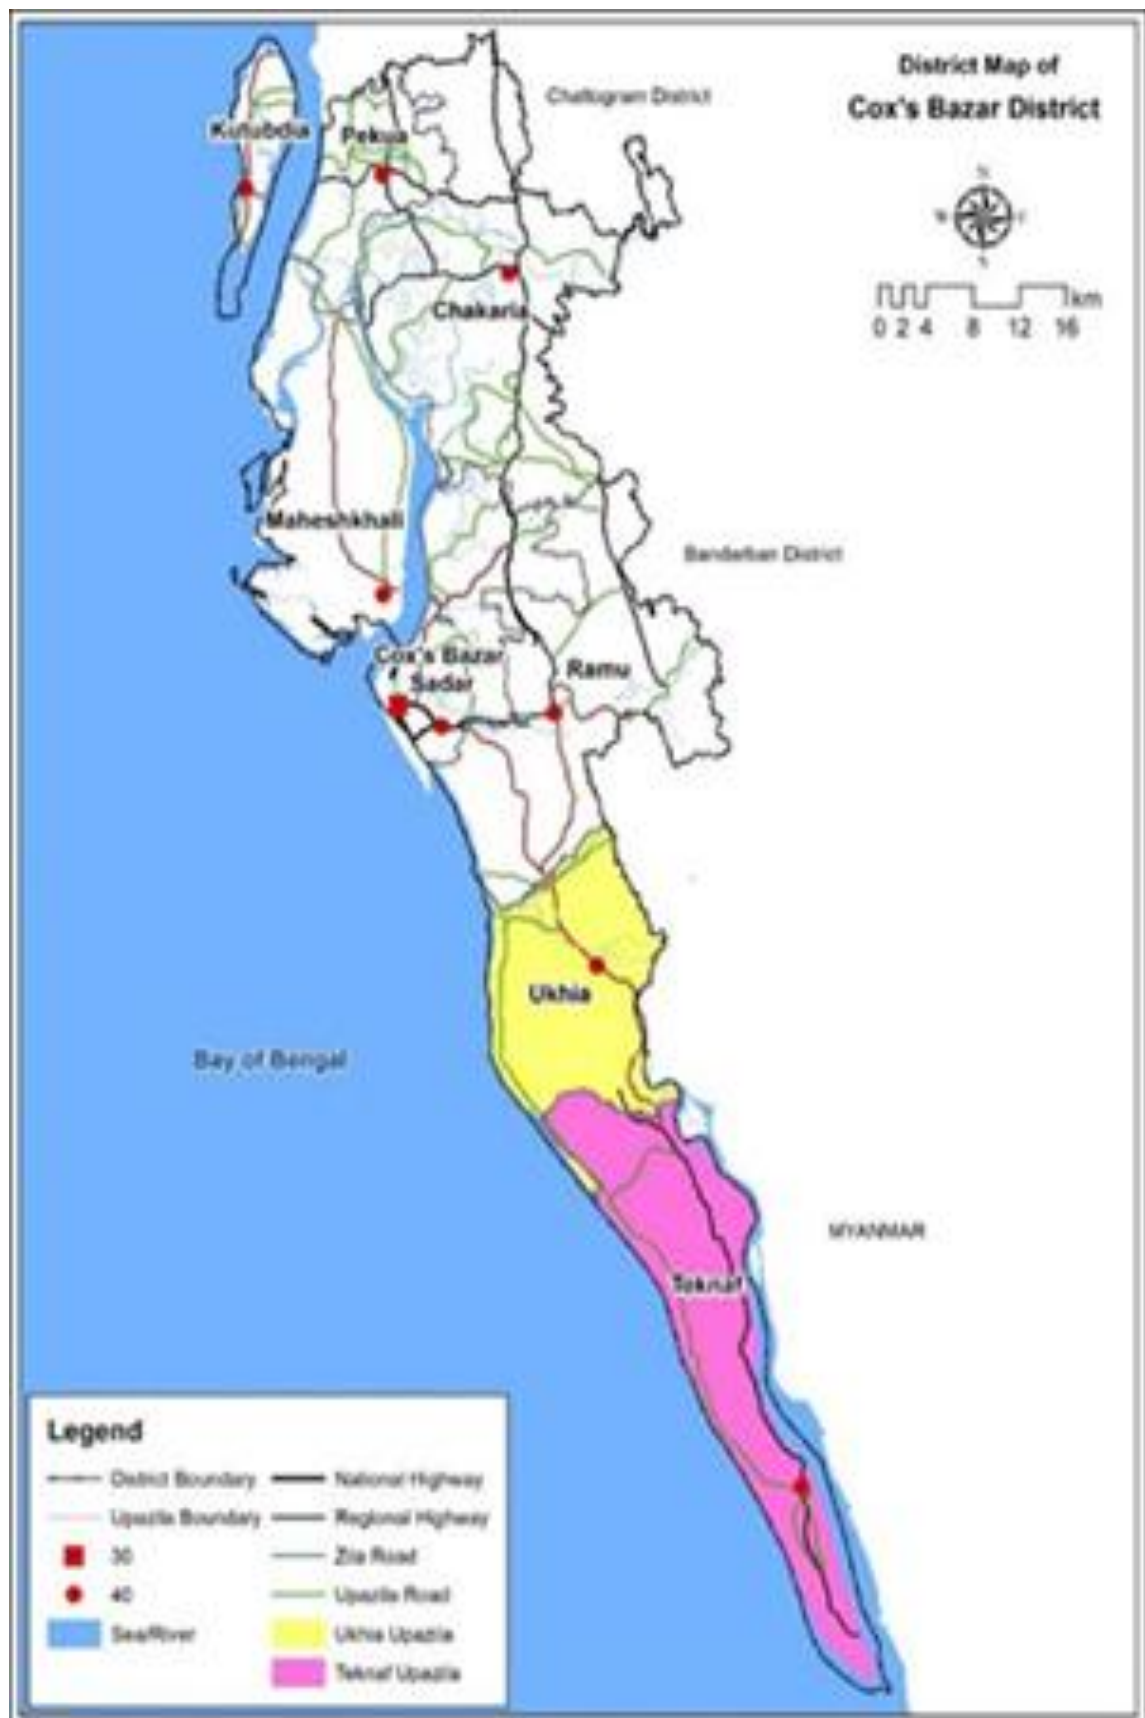 District Map of
Cox's Bazar District
Chattogram District
Kutubdia
Pekua
N
W
E
S
km
0 2 4 8 12 16
Chakaria
Maheshkhali
Bandarban District
Cox's Bazar
Sadar
Ramu
Ukhia
Bay of Bengal
MYANMAR
Teknaf
Legend
District Boundary
National Highway
Upazila Boundary
Regional Highway
30
Zila Road
40
Upazila Road
Sea/River
Ukhia Upazila
Teknaf Upazila